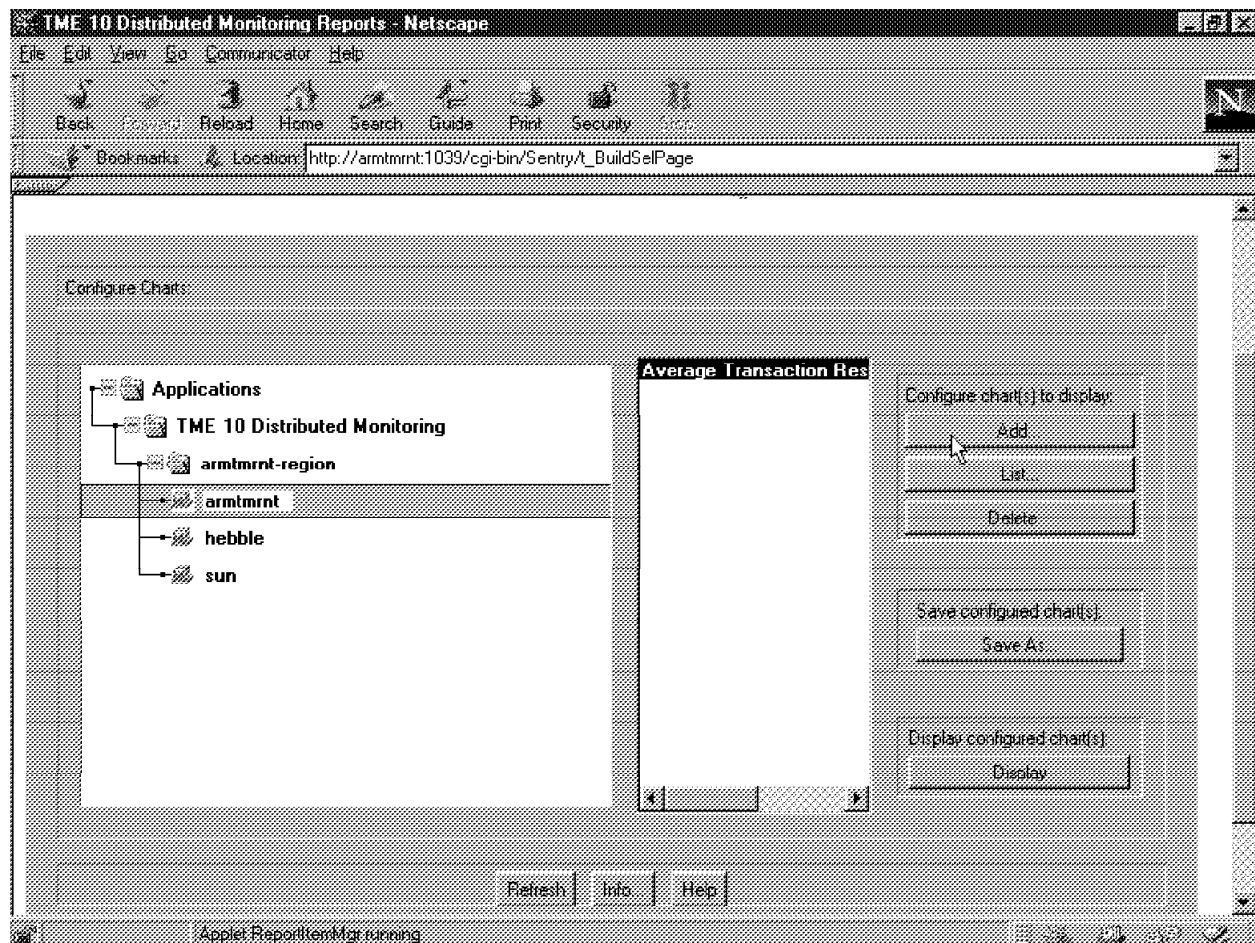 TME 10 Distributed Monitoring Reports - Netscape
File Edit View Go Communicator Help
Back Forward Reload Home Search Guide Print Security Stop
Bookmarks Location: http://armtmrnt:1039/cgi-bin/Sentry/t_BuildSelPage
Configure Charts:
Applications
TME 10 Distributed Monitoring
armtmrnt-region
armtmrnt
hebble
sun
Average Transaction Res
Configure chart(s) to display:
Add
List...
Delete
Save configured chart(s):
Save As...
Display configured chart(s):
Display
Refresh Info... Help
Applet ReportItemMgr running
N